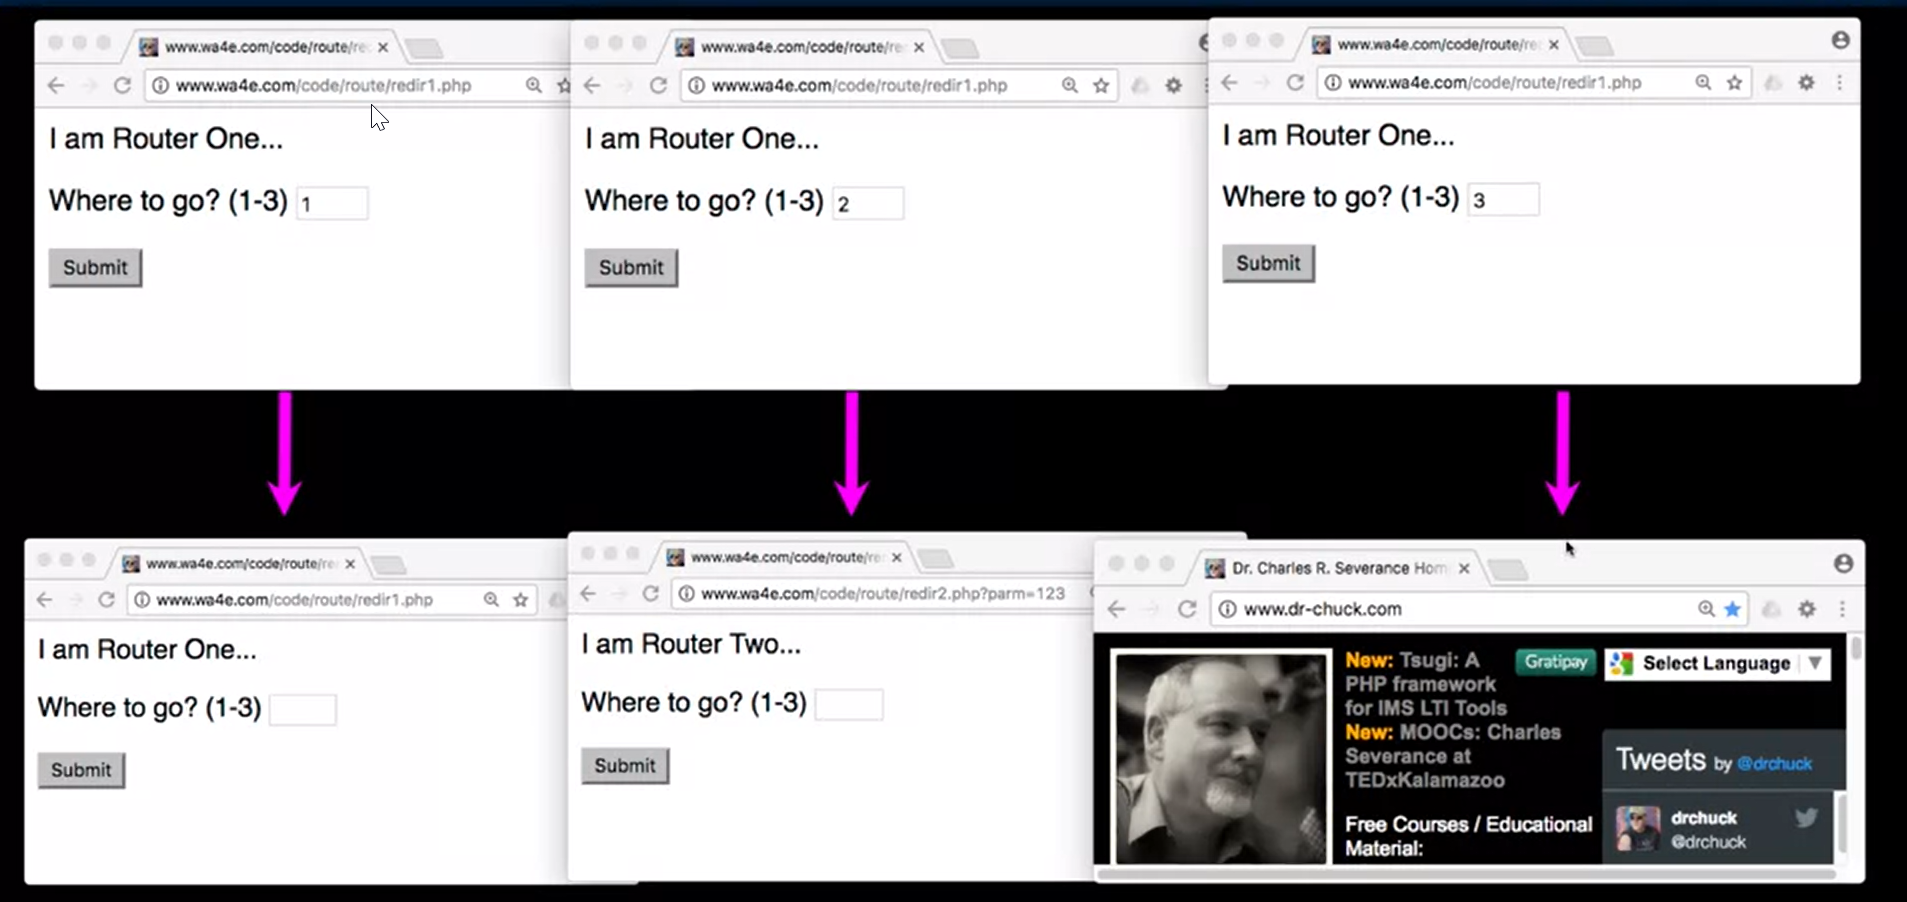 www.wa4e.com/code/route/re
www.wa4e.com/code/route/redir1.php
I am Router One...
Where to go? (1-3) 1
Submit
www.wa4e.com/code/route/re
www.wa4e.com/code/route/redir1.php
I am Router One...
Where to go? (1-3) 2
Submit
www.wa4e.com/code/route/re
www.wa4e.com/code/route/redir1.php
I am Router One...
Where to go? (1-3) 3
Submit
www.wa4e.com/code/route/re
www.wa4e.com/code/route/redir1.php
I am Router One...
Where to go? (1-3)
Submit
www.wa4e.com/code/route/re
www.wa4e.com/code/route/redir2.php?parm=123
I am Router Two...
Where to go? (1-3)
Submit
Dr. Charles R. Severance Hom
www.dr-chuck.com
New: Tsugi: A
PHP framework
for IMS LTI Tools
New: MOOCs: Charles
Severance at
TEDxKalamazoo
Free Courses / Educational
Material:
Gratipay
Select Language
Tweets by @drchuck
drchuck
@drchuck